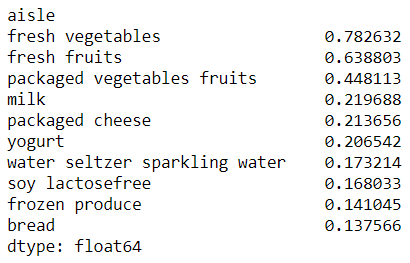 aisle
fresh vegetables                 0.782632
fresh fruits                     0.638803
packaged vegetables fruits       0.448113
milk                             0.219688
packaged cheese                  0.213656
yogurt                           0.206542
water seltzer sparkling water    0.173214
soy lactosefree                  0.168033
frozen produce                   0.141045
bread                            0.137566
dtype: float64